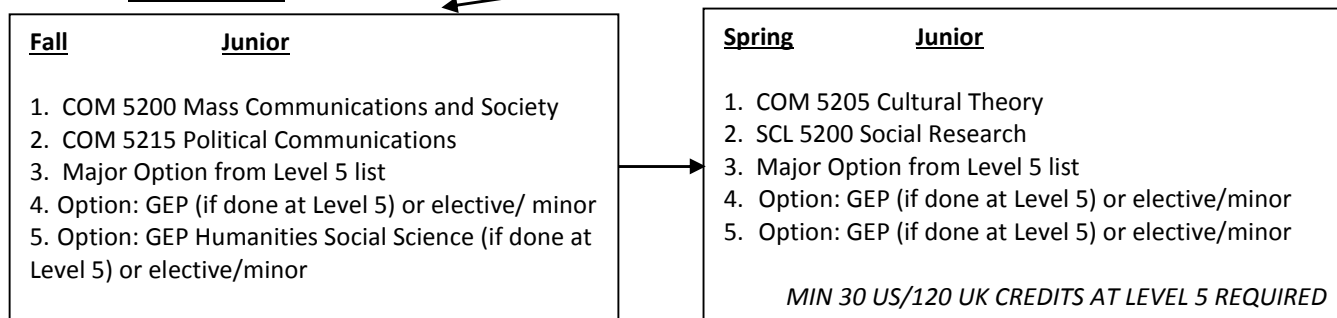 Fall Junior
1. COM 5200 Mass Communications and Society
2. COM 5215 Political Communications
3. Major Option from Level 5 list
4. Option: GEP (if done at Level 5) or elective/ minor
5. Option: GEP Humanities Social Science (if done at
Level 5) or elective/minor
Spring Junior
1. COM 5205 Cultural Theory
2. SCL 5200 Social Research
3. Major Option from Level 5 list
4. Option: GEP (if done at Level 5) or elective/minor
5. Option: GEP (if done at Level 5) or elective/minor
MIN 30 US/120 UK CREDITS AT LEVEL 5 REQUIRED